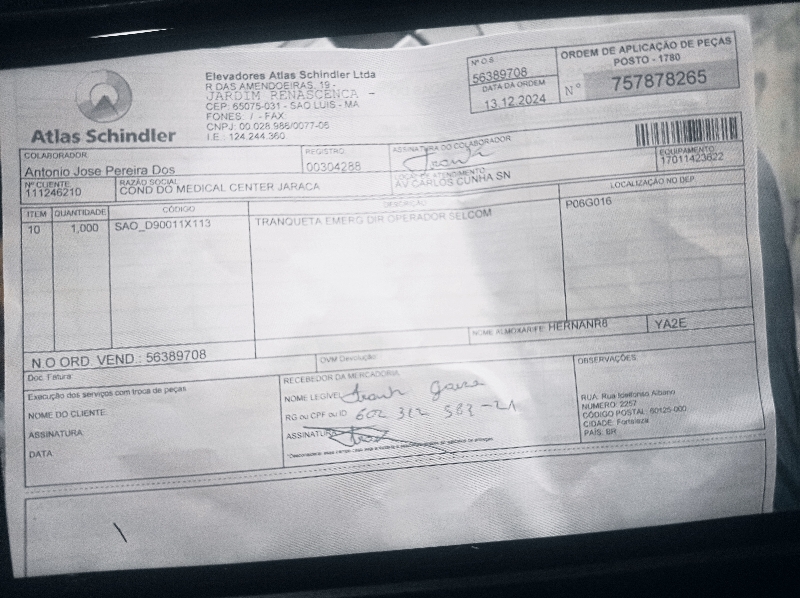 Atlas Schindler
Elevadores Atlas Schindler Ltda
R DAS AMENDOEIRAS, 19 -
JARDIM RENASCENCA -
CEP: 65075-031 - SAO LUIS - MA
FONES: / - FAX:
CNPJ: 00.028.986/0077-06
I.E.: 124.244.360
Nº O.S.
56389708
DATA DA ORDEM
13.12.2024
ORDEM DE APLICAÇÃO DE PEÇAS
POSTO - 1780
Nº 757878265
COLABORADOR
Antonio Jose Pereira Dos
REGISTRO
00304288
ASSINATURA DO COLABORADOR
Nº CLIENTE
111246210
RAZÃO SOCIAL
COND DO MEDICAL CENTER JARACA
LOCAL DE ATENDIMENTO
AV CARLOS CUNHA SN
EQUIPAMENTO
17011423622
ITEM QUANTIDADE CÓDIGO DESCRIÇÃO LOCALIZAÇÃO NO DEP.
10 1,000 SAO_D90011X113 TRANQUETA EMERG DIR OPERADOR SELCOM P06G016
NOME ALMOXARIFE HERNANR8 YA2E
N.O ORD. VEND.: 56389708
OVM Devolução
Doc. Fatura:
Execução dos serviços com troca de peças
NOME DO CLIENTE:
ASSINATURA:
DATA:
RECEBEDOR DA MERCADORIA
NOME LEGÍVEL
RG ou CPF ou ID 602 312 583-21
ASSINATURA
OBSERVAÇÕES:
RUA: Rua Ildelfonso Albano
NUMERO: 2257
CÓDIGO POSTAL: 60125-000
CIDADE: Fortaleza
PAÍS: BR